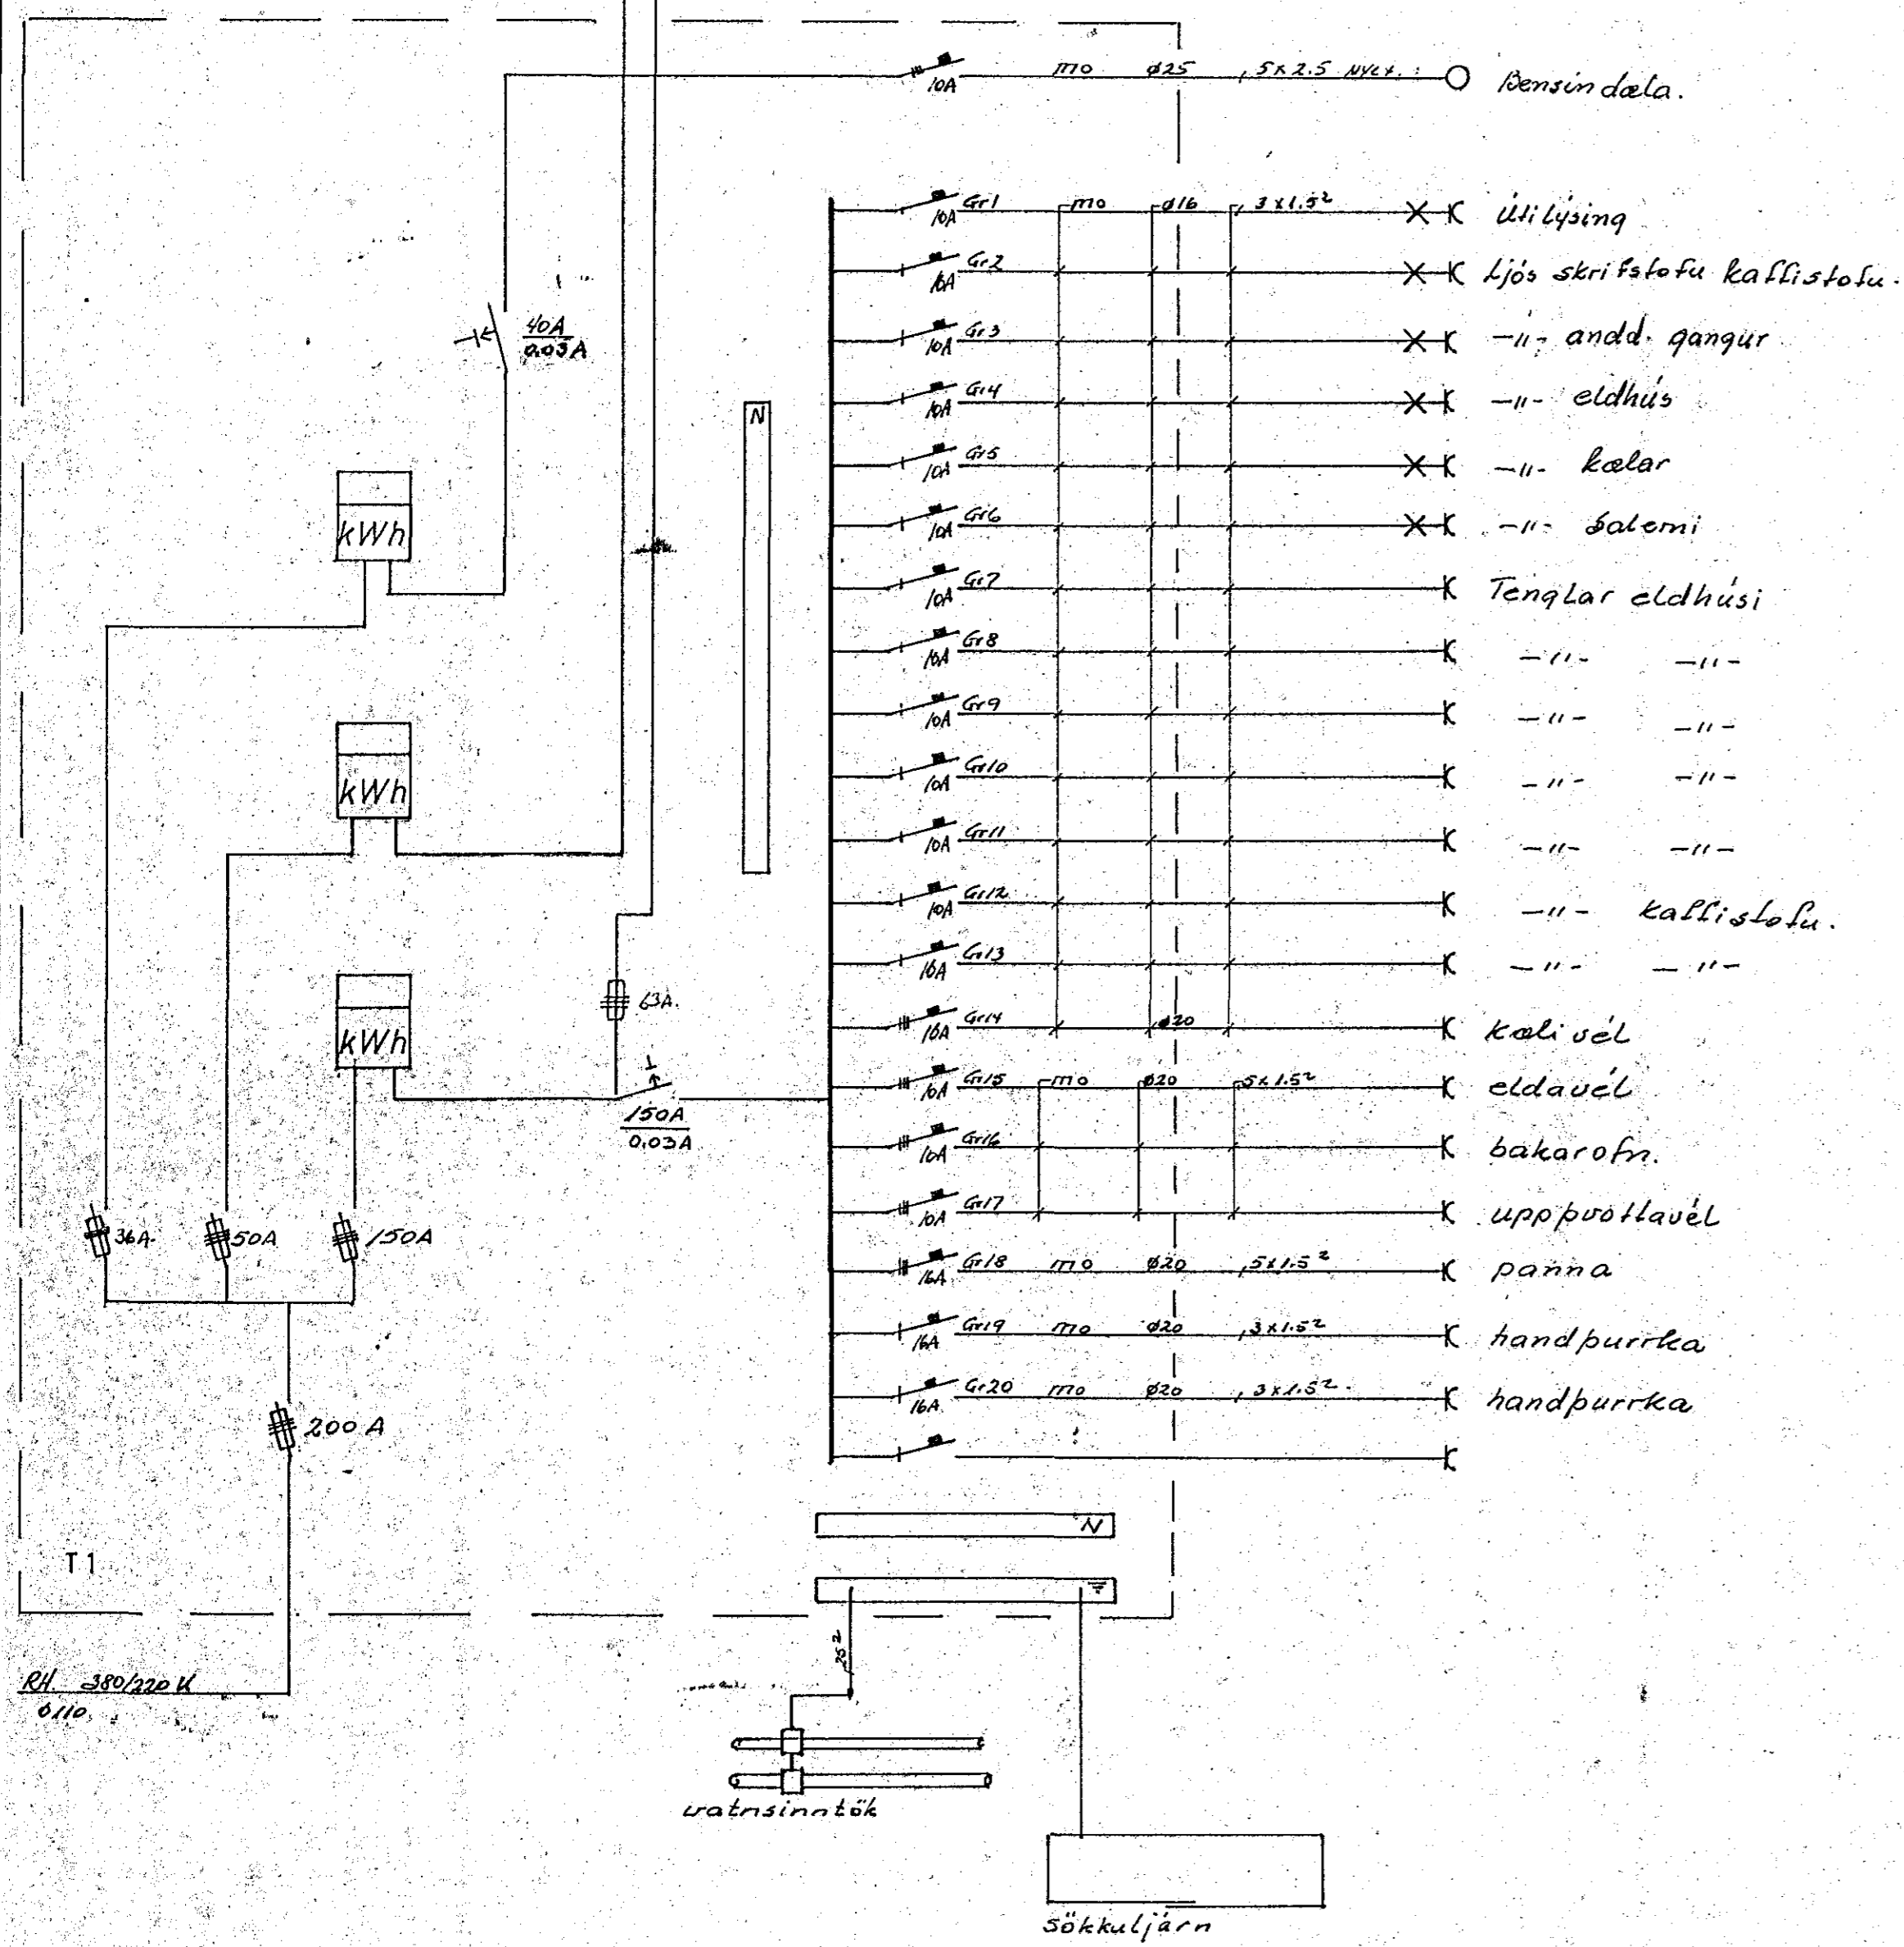 10A mo ø25 , 5x2.5 NYCY. Bensindæla.
Gr1 10A mo ø16 , 3x1.5² Útilýsing
Gr2 10A Ljós skrifstofu kaffistofu.
Gr3 10A -"- andd. gangur
Gr4 10A -"- eldhús
Gr5 10A -"- kælar
Gr6 10A -"- salerni
Gr7 10A Tenglar eldhúsi
Gr8 10A -"- -"-
Gr9 10A -"- -"-
Gr10 10A -"- -"-
Gr11 10A -"- -"-
Gr12 10A -"- kaffistofu.
Gr13 10A -"- -"-
Gr14 10A ø20 kælivél
Gr15 10A mo ø20 5x1.5² eldavél
Gr16 10A bakarofn.
Gr17 10A uppþvottavél
Gr18 16A mo ø20 , 5x1.5² panna
Gr19 16A mo ø20 , 3x1.5² handþurrka
Gr20 16A mo ø20 , 3x1.5² handþurrka
40A
0.03A
N
kWh
kWh
kWh
63A.
150A
0.03A
36A.
50A
150A
200A
N
T1
25²
RH. 380/220 V
vatnsinntök
sökkuljárn